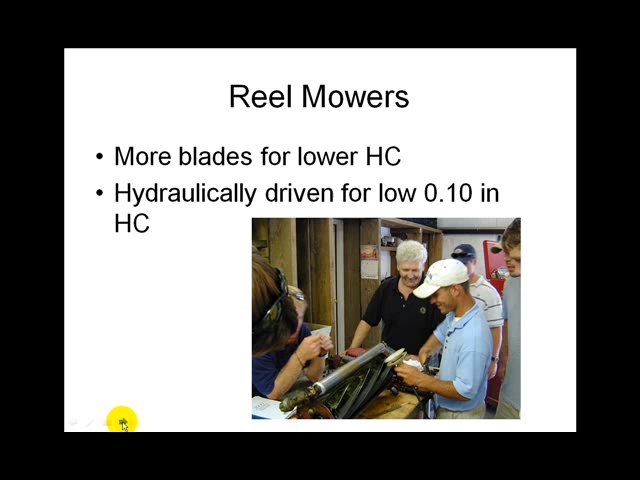 Reel Mowers
• More blades for lower HC
• Hydraulically driven for low 0.10 in
HC